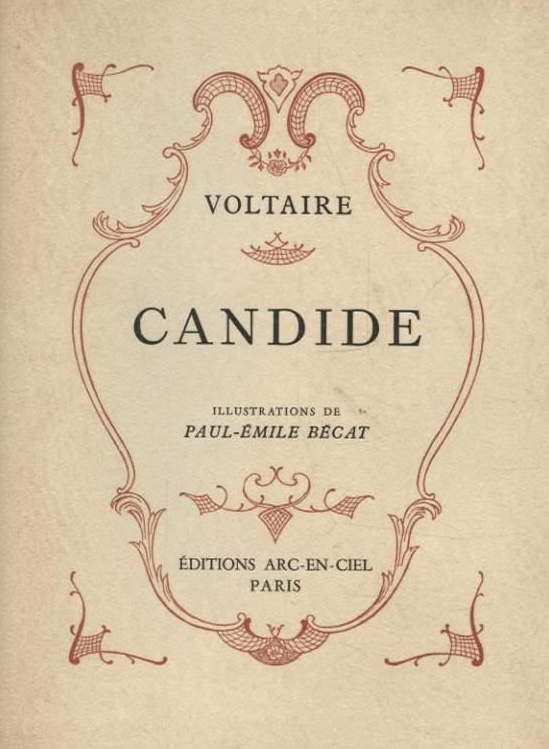 VOLTAIRE
CANDIDE
ILLUSTRATIONS DE
PAUL-ÉMILE BÉCAT
ÉDITIONS ARC-EN-CIEL
PARIS